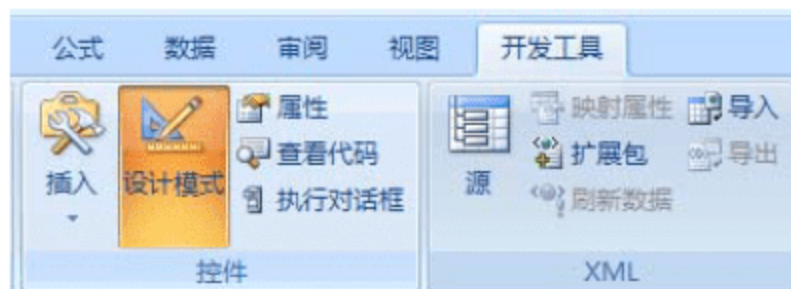 公式 数据 审阅 视图 开发工具
属性 映射属性 导入
查看代码 扩展包 导出
插入 设计模式 执行对话框 源 刷新数据
控件 XML